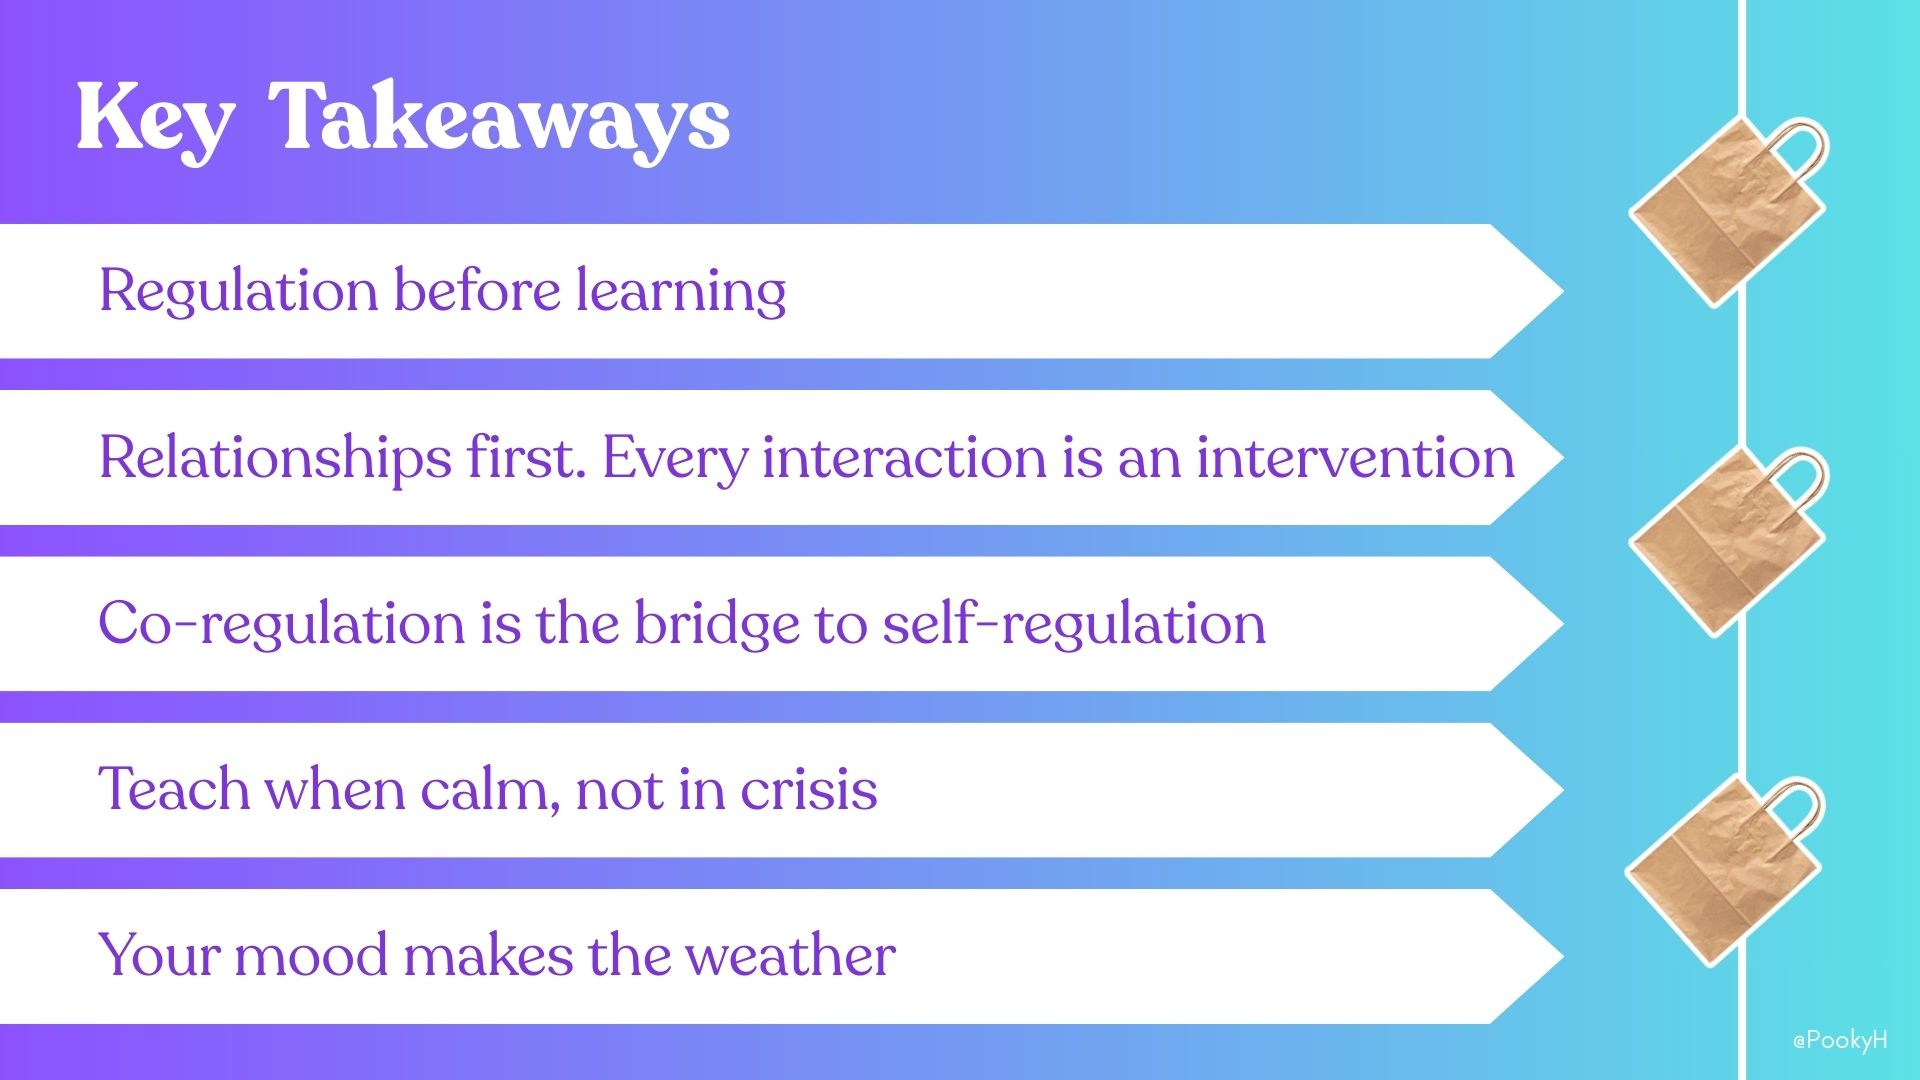 Key Takeaways
Regulation before learning
Relationships first. Every interaction is an intervention
Co-regulation is the bridge to self-regulation
Teach when calm, not in crisis
Your mood makes the weather
@PookyH